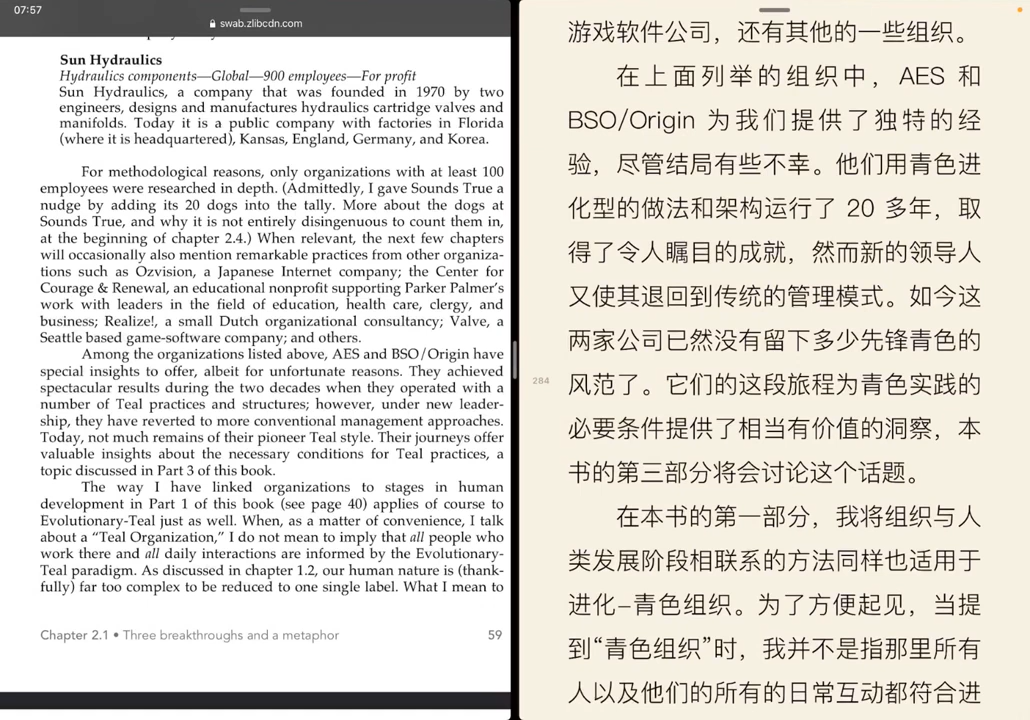 07:57
swab.zlibcdn.com
Sun Hydraulics
Hydraulics components—Global—900 employees—For profit
Sun Hydraulics, a company that was founded in 1970 by two
engineers, designs and manufactures hydraulics cartridge valves and
manifolds. Today it is a public company with factories in Florida
(where it is headquartered), Kansas, England, Germany, and Korea.
For methodological reasons, only organizations with at least 100
employees were researched in depth. (Admittedly, I gave Sounds True a
nudge by adding its 20 dogs into the tally. More about the dogs at
Sounds True, and why it is not entirely disingenuous to count them in,
at the beginning of chapter 2.4.) When relevant, the next few chapters
will occasionally also mention remarkable practices from other organiza-
tions such as Ozvision, a Japanese Internet company; the Center for
Courage & Renewal, an educational nonprofit supporting Parker Palmer's
work with leaders in the field of education, health care, clergy, and
business; Realize!, a small Dutch organizational consultancy; Valve, a
Seattle based game-software company; and others.
Among the organizations listed above, AES and BSO/Origin have
special insights to offer, albeit for unfortunate reasons. They achieved
spectacular results during the two decades when they operated with a
number of Teal practices and structures; however, under new leader-
ship, they have reverted to more conventional management approaches.
Today, not much remains of their pioneer Teal style. Their journeys offer
valuable insights about the necessary conditions for Teal practices, a
topic discussed in Part 3 of this book.
The way I have linked organizations to stages in human
development in Part 1 of this book (see page 40) applies of course to
Evolutionary-Teal just as well. When, as a matter of convenience, I talk
about a "Teal Organization," I do not mean to imply that all people who
work there and all daily interactions are informed by the Evolutionary-
Teal paradigm. As discussed in chapter 1.2, our human nature is (thank-
fully) far too complex to be reduced to one single label. What I mean to
Chapter 2.1 • Three breakthroughs and a metaphor 59
游戏软件公司，还有其他的一些组织。
在上面列举的组织中，AES 和
BSO/Origin 为我们提供了独特的经
验，尽管结局有些不幸。他们用青色进
化型的做法和架构运行了 20 多年，取
得了令人瞩目的成就，然而新的领导人
又使其退回到传统的管理模式。如今这
两家公司已然没有留下多少先锋青色的
284
风范了。它们的这段旅程为青色实践的
必要条件提供了相当有价值的洞察，本
书的第三部分将会讨论这个话题。
在本书的第一部分，我将组织与人
类发展阶段相联系的方法同样也适用于
进化–青色组织。为了方便起见，当提
到“青色组织”时，我并不是指那里所有
人以及他们的所有的日常互动都符合进